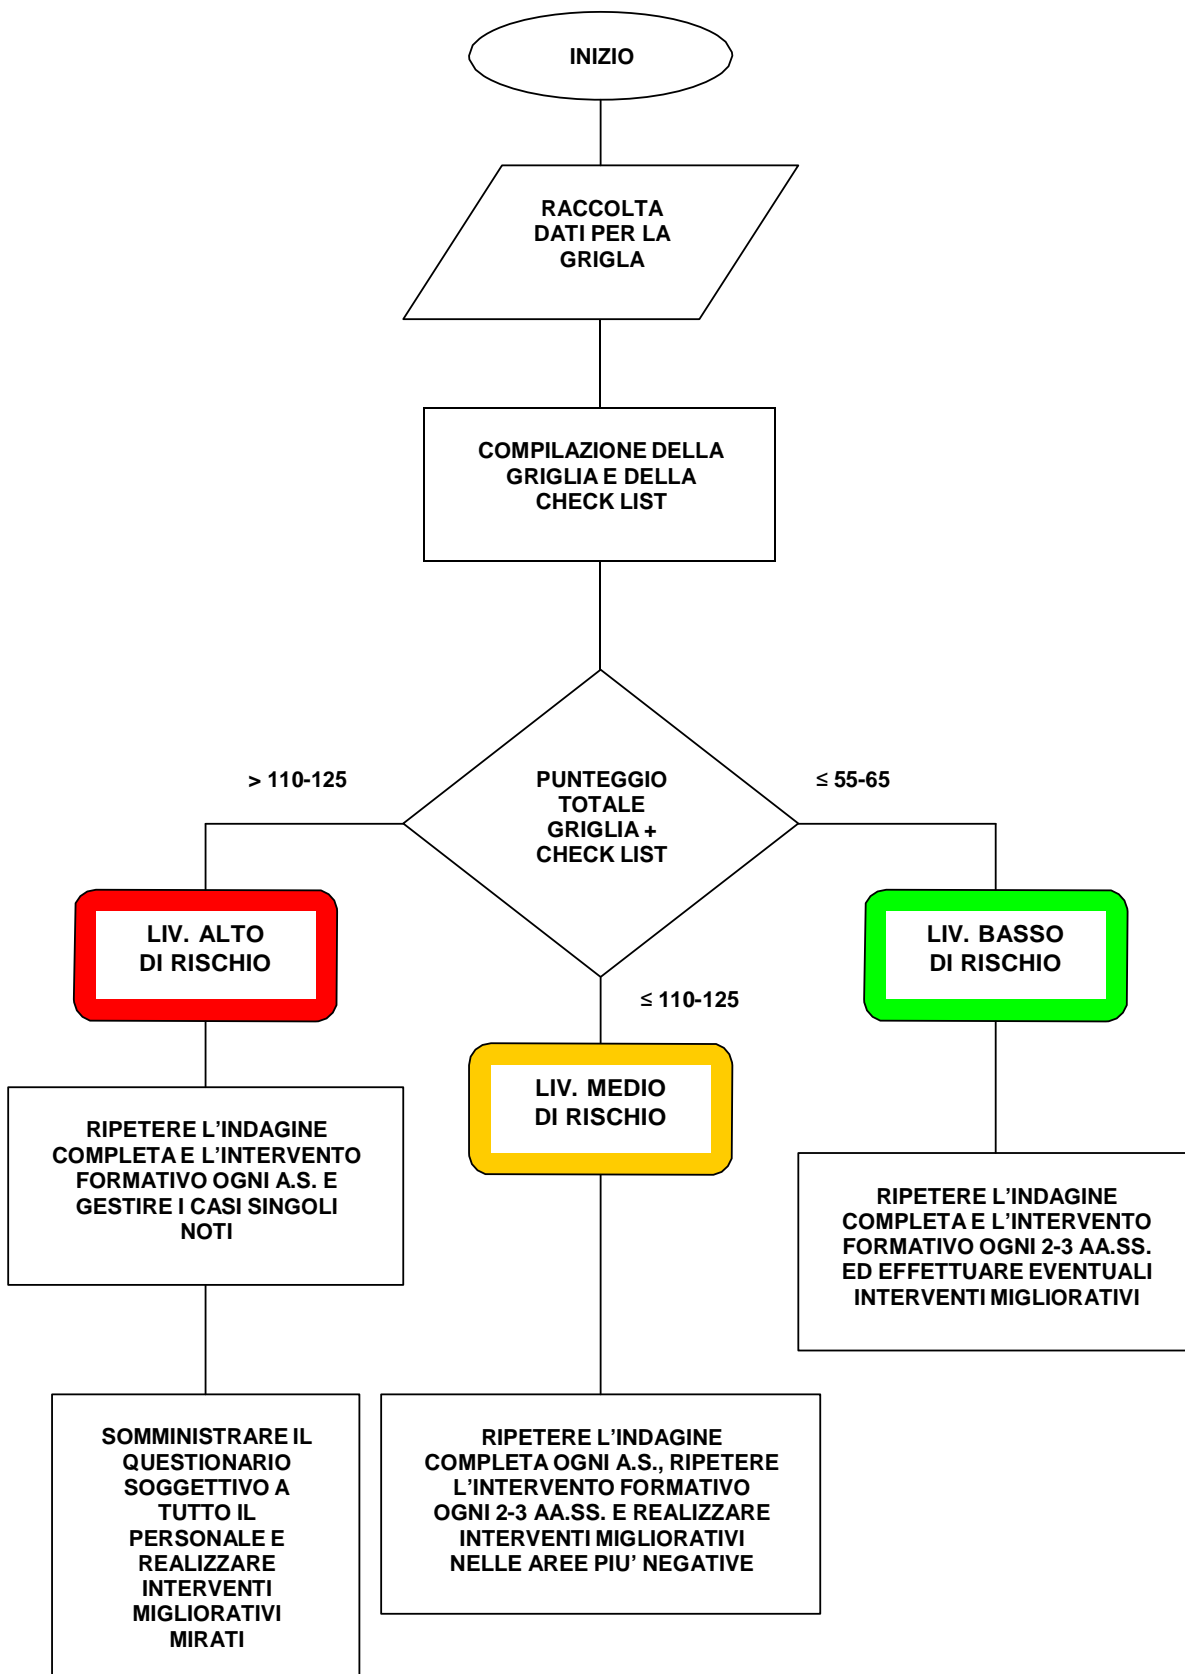 INIZIO
RACCOLTA
DATI PER LA
GRIGLA
COMPILAZIONE DELLA
GRIGLIA E DELLA
CHECK LIST
> 110-125
PUNTEGGIO
TOTALE
GRIGLIA +
CHECK LIST
≤ 55-65
LIV. ALTO
DI RISCHIO
LIV. BASSO
DI RISCHIO
≤ 110-125
LIV. MEDIO
DI RISCHIO
RIPETERE L’INDAGINE
COMPLETA E L’INTERVENTO
FORMATIVO OGNI A.S. E
GESTIRE I CASI SINGOLI
NOTI
RIPETERE L’INDAGINE
COMPLETA E L’INTERVENTO
FORMATIVO OGNI 2-3 AA.SS.
ED EFFETTUARE EVENTUALI
INTERVENTI MIGLIORATIVI
SOMMINISTRARE IL
QUESTIONARIO
SOGGETTIVO A
TUTTO IL
PERSONALE E
REALIZZARE
INTERVENTI
MIGLIORATIVI
MIRATI
RIPETERE L’INDAGINE
COMPLETA OGNI A.S., RIPETERE
L’INTERVENTO FORMATIVO
OGNI 2-3 AA.SS. E REALIZZARE
INTERVENTI MIGLIORATIVI
NELLE AREE PIU’ NEGATIVE